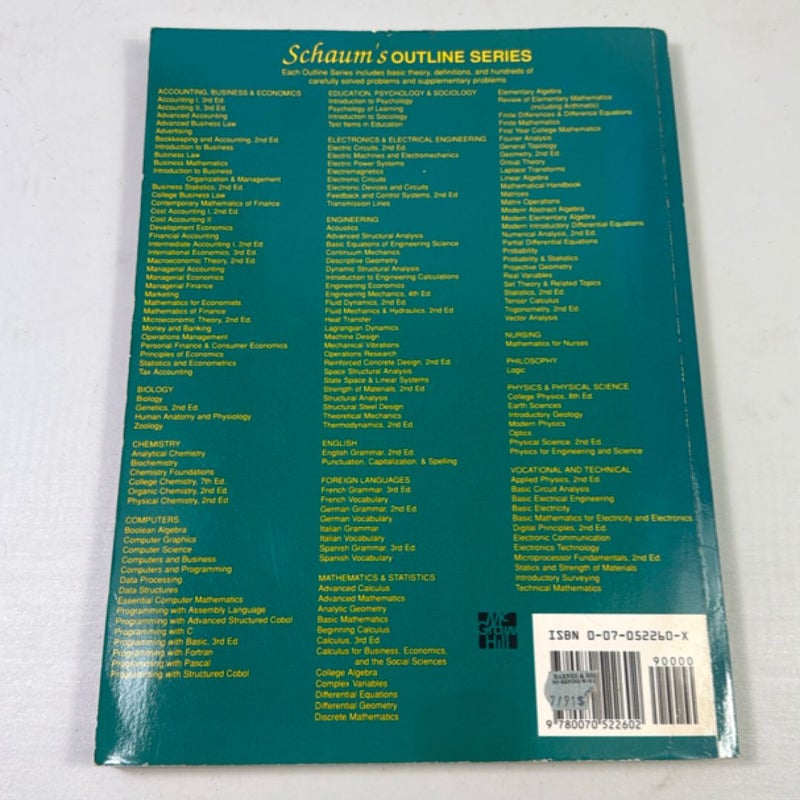 Schaum's OUTLINE SERIES
Each Outline Series includes basic theory, definitions, and hundreds of
carefully solved problems and supplementary problems
ACCOUNTING, BUSINESS & ECONOMICS
Accounting I, 3rd Ed.
Accounting II, 3rd Ed.
Advanced Accounting
Advanced Business Law
Advertising
Bookkeeping and Accounting, 2nd Ed.
Introduction to Business
Business Law
Business Mathematics
Introduction to Business
Organization & Management
Business Statistics, 2nd Ed.
College Business Law
Contemporary Mathematics of Finance
Cost Accounting I, 2nd Ed.
Cost Accounting II
Development Economics
Financial Accounting
Intermediate Accounting I, 2nd Ed.
International Economics, 3rd Ed.
Macroeconomic Theory, 2nd Ed.
Managerial Accounting
Managerial Economics
Managerial Finance
Marketing
Mathematics for Economists
Mathematics of Finance
Microeconomic Theory, 2nd Ed.
Money and Banking
Operations Management
Personal Finance & Consumer Economics
Principles of Economics
Statistics and Econometrics
Tax Accounting
BIOLOGY
Biology
Genetics, 2nd Ed.
Human Anatomy and Physiology
Zoology
CHEMISTRY
Analytical Chemistry
Biochemistry
Chemistry Foundations
College Chemistry, 7th Ed.
Organic Chemistry, 2nd Ed.
Physical Chemistry, 2nd Ed
COMPUTERS
Boolean Algebra
Computer Graphics
Computer Science
Computers and Business
Computers and Programming
Data Processing
Data Structures
Essential Computer Mathematics
Programming with Assembly Language
Programming with Advanced Structured Cobol
Programming with C
Programming with Basic, 3rd Ed.
Programming with Fortran
Programming with Pascal
Programming with Structured Cobol
EDUCATION, PSYCHOLOGY & SOCIOLOGY
Introduction to Psychology
Psychology of Learning
Introduction to Sociology
Test Items in Education
ELECTRONICS & ELECTRICAL ENGINEERING
Electric Circuits, 2nd Ed.
Electric Machines and Electromechanics
Electric Power Systems
Electromagnetics
Electronic Circuits
Electronic Devices and Circuits
Feedback and Control Systems, 2nd Ed
Transmission Lines
ENGINEERING
Acoustics
Advanced Structural Analysis
Basic Equations of Engineering Science
Continuum Mechanics
Descriptive Geometry
Dynamic Structural Analysis
Introduction to Engineering Calculations
Engineering Economics
Engineering Mechanics, 4th Ed.
Fluid Dynamics, 2nd Ed.
Fluid Mechanics & Hydraulics, 2nd Ed.
Heat Transfer
Lagrangian Dynamics
Machine Design
Mechanical Vibrations
Operations Research
Reinforced Concrete Design, 2nd Ed.
Space Structural Analysis
State Space & Linear Systems
Strength of Materials, 2nd Ed.
Structural Analysis
Structural Steel Design
Theoretical Mechanics
Thermodynamics, 2nd Ed.
ENGLISH
English Grammar, 2nd Ed.
Punctuation, Capitalization, & Spelling
FOREIGN LANGUAGES
French Grammar, 3rd Ed.
French Vocabulary
German Grammar, 2nd Ed.
German Vocabulary
Italian Grammar
Italian Vocabulary
Spanish Grammar, 3rd Ed.
Spanish Vocabulary
MATHEMATICS & STATISTICS
Advanced Calculus
Advanced Mathematics
Analytic Geometry
Basic Mathematics
Beginning Calculus
Calculus, 3rd Ed
Calculus for Business, Economics,
and the Social Sciences
College Algebra
Complex Variables
Differential Equations
Differential Geometry
Discrete Mathematics
Elementary Algebra
Review of Elementary Mathematics
(including Arithmetic)
Finite Differences & Difference Equations
Finite Mathematics
First Year College Mathematics
Fourier Analysis
General Topology
Geometry, 2nd Ed.
Group Theory
Laplace Transforms
Linear Algebra
Mathematical Handbook
Matrices
Matrix Operations
Modern Abstract Algebra
Modern Elementary Algebra
Modern Introductory Differential Equations
Numerical Analysis, 2nd Ed.
Partial Differential Equations
Probability
Probability & Statistics
Projective Geometry
Real Variables
Set Theory & Related Topics
Statistics, 2nd Ed.
Tensor Calculus
Trigonometry, 2nd Ed.
Vector Analysis
NURSING
Mathematics for Nurses
PHILOSOPHY
Logic
PHYSICS & PHYSICAL SCIENCE
College Physics, 8th Ed.
Earth Sciences
Introductory Geology
Modern Physics
Optics
Physical Science, 2nd Ed.
Physics for Engineering and Science
VOCATIONAL AND TECHNICAL
Applied Physics, 2nd Ed.
Basic Circuit Analysis
Basic Electrical Engineering
Basic Electricity
Basic Mathematics for Electricity and Electronics
Digital Principles, 2nd Ed.
Electronic Communication
Electronics Technology
Microprocessor Fundamentals, 2nd Ed.
Statics and Strength of Materials
Introductory Surveying
Technical Mathematics
Mc
Graw
Hill
ISBN 0-07-052260-X
90000
BARNES &
7/91S
9 780070 522602